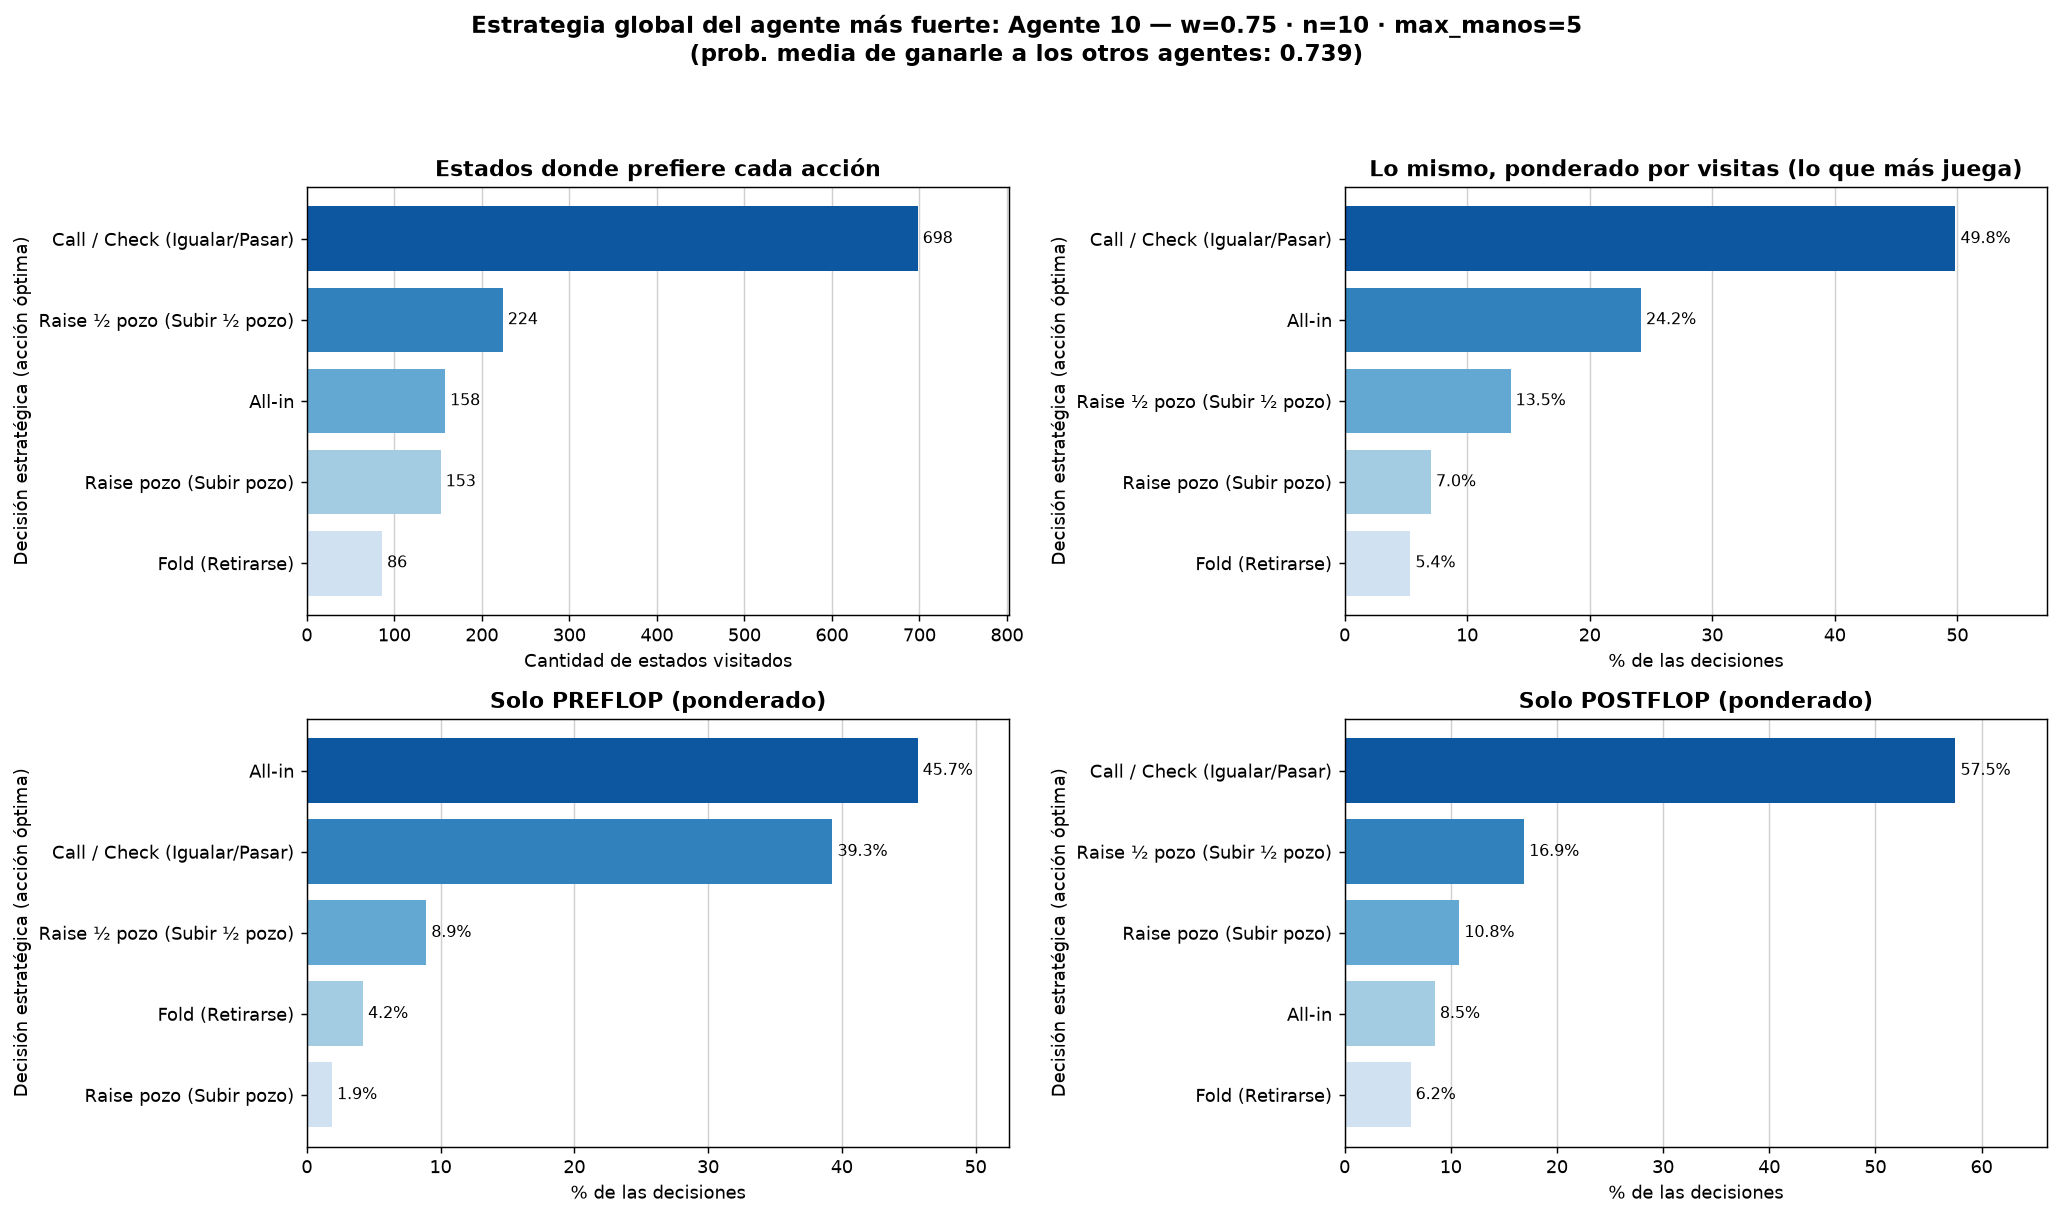 Estrategia global del agente más fuerte: Agente 10 — w=0.75 · n=10 · max_manos=5
(prob. media de ganarle a los otros agentes: 0.739)
Estados donde prefiere cada acción
Decisión estratégica (acción óptima)
Call / Check (Igualar/Pasar)
698
Raise ½ pozo (Subir ½ pozo)
224
All-in
158
Raise pozo (Subir pozo)
153
Fold (Retirarse)
86
0 100 200 300 400 500 600 700 800
Cantidad de estados visitados
Lo mismo, ponderado por visitas (lo que más juega)
Decisión estratégica (acción óptima)
Call / Check (Igualar/Pasar)
49.8%
All-in
24.2%
Raise ½ pozo (Subir ½ pozo)
13.5%
Raise pozo (Subir pozo)
7.0%
Fold (Retirarse)
5.4%
0 10 20 30 40 50
% de las decisiones
Solo PREFLOP (ponderado)
Decisión estratégica (acción óptima)
All-in
45.7%
Call / Check (Igualar/Pasar)
39.3%
Raise ½ pozo (Subir ½ pozo)
8.9%
Fold (Retirarse)
4.2%
Raise pozo (Subir pozo)
1.9%
0 10 20 30 40 50
% de las decisiones
Solo POSTFLOP (ponderado)
Decisión estratégica (acción óptima)
Call / Check (Igualar/Pasar)
57.5%
Raise ½ pozo (Subir ½ pozo)
16.9%
Raise pozo (Subir pozo)
10.8%
All-in
8.5%
Fold (Retirarse)
6.2%
0 10 20 30 40 50 60
% de las decisiones